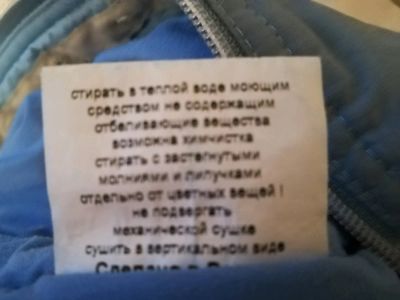 стирать в теплой воде моющим
средством не содержащим
отбеливающие вещества
возможна химчистка
стирать с застегнутыми
молниями и липучками
отдельно от цветных вещей !
не подвергать
механической сушке
сушить в вертикальном виде
Сделано в